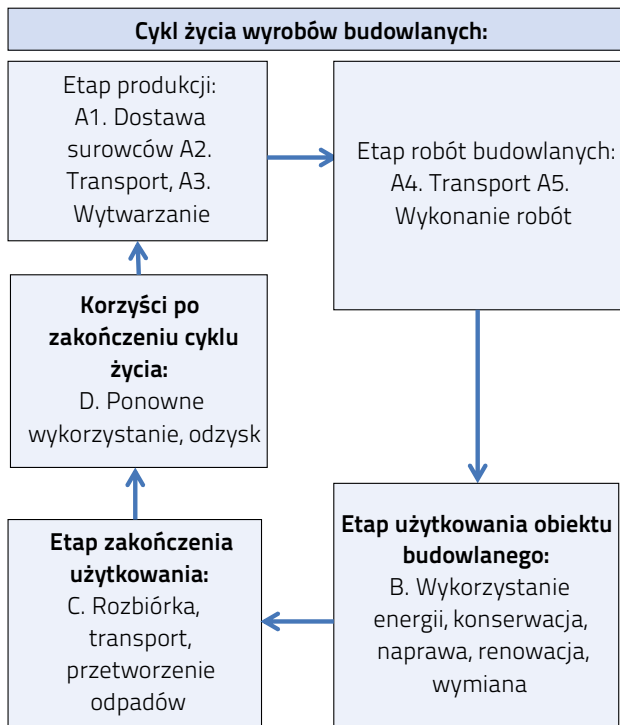 Cykl życia wyrobów budowlanych:
Etap produkcji:
A1. Dostawa
surowców A2.
Transport, A3.
Wytwarzanie
Etap robót budowlanych:
A4. Transport A5.
Wykonanie robót
Korzyści po
zakończeniu cyklu
życia:
D. Ponowne
wykorzystanie, odzysk
Etap zakończenia
użytkowania:
C. Rozbiórka,
transport,
przetworzenie
odpadów
Etap użytkowania obiektu
budowlanego:
B. Wykorzystanie
energii, konserwacja,
naprawa, renowacja,
wymiana